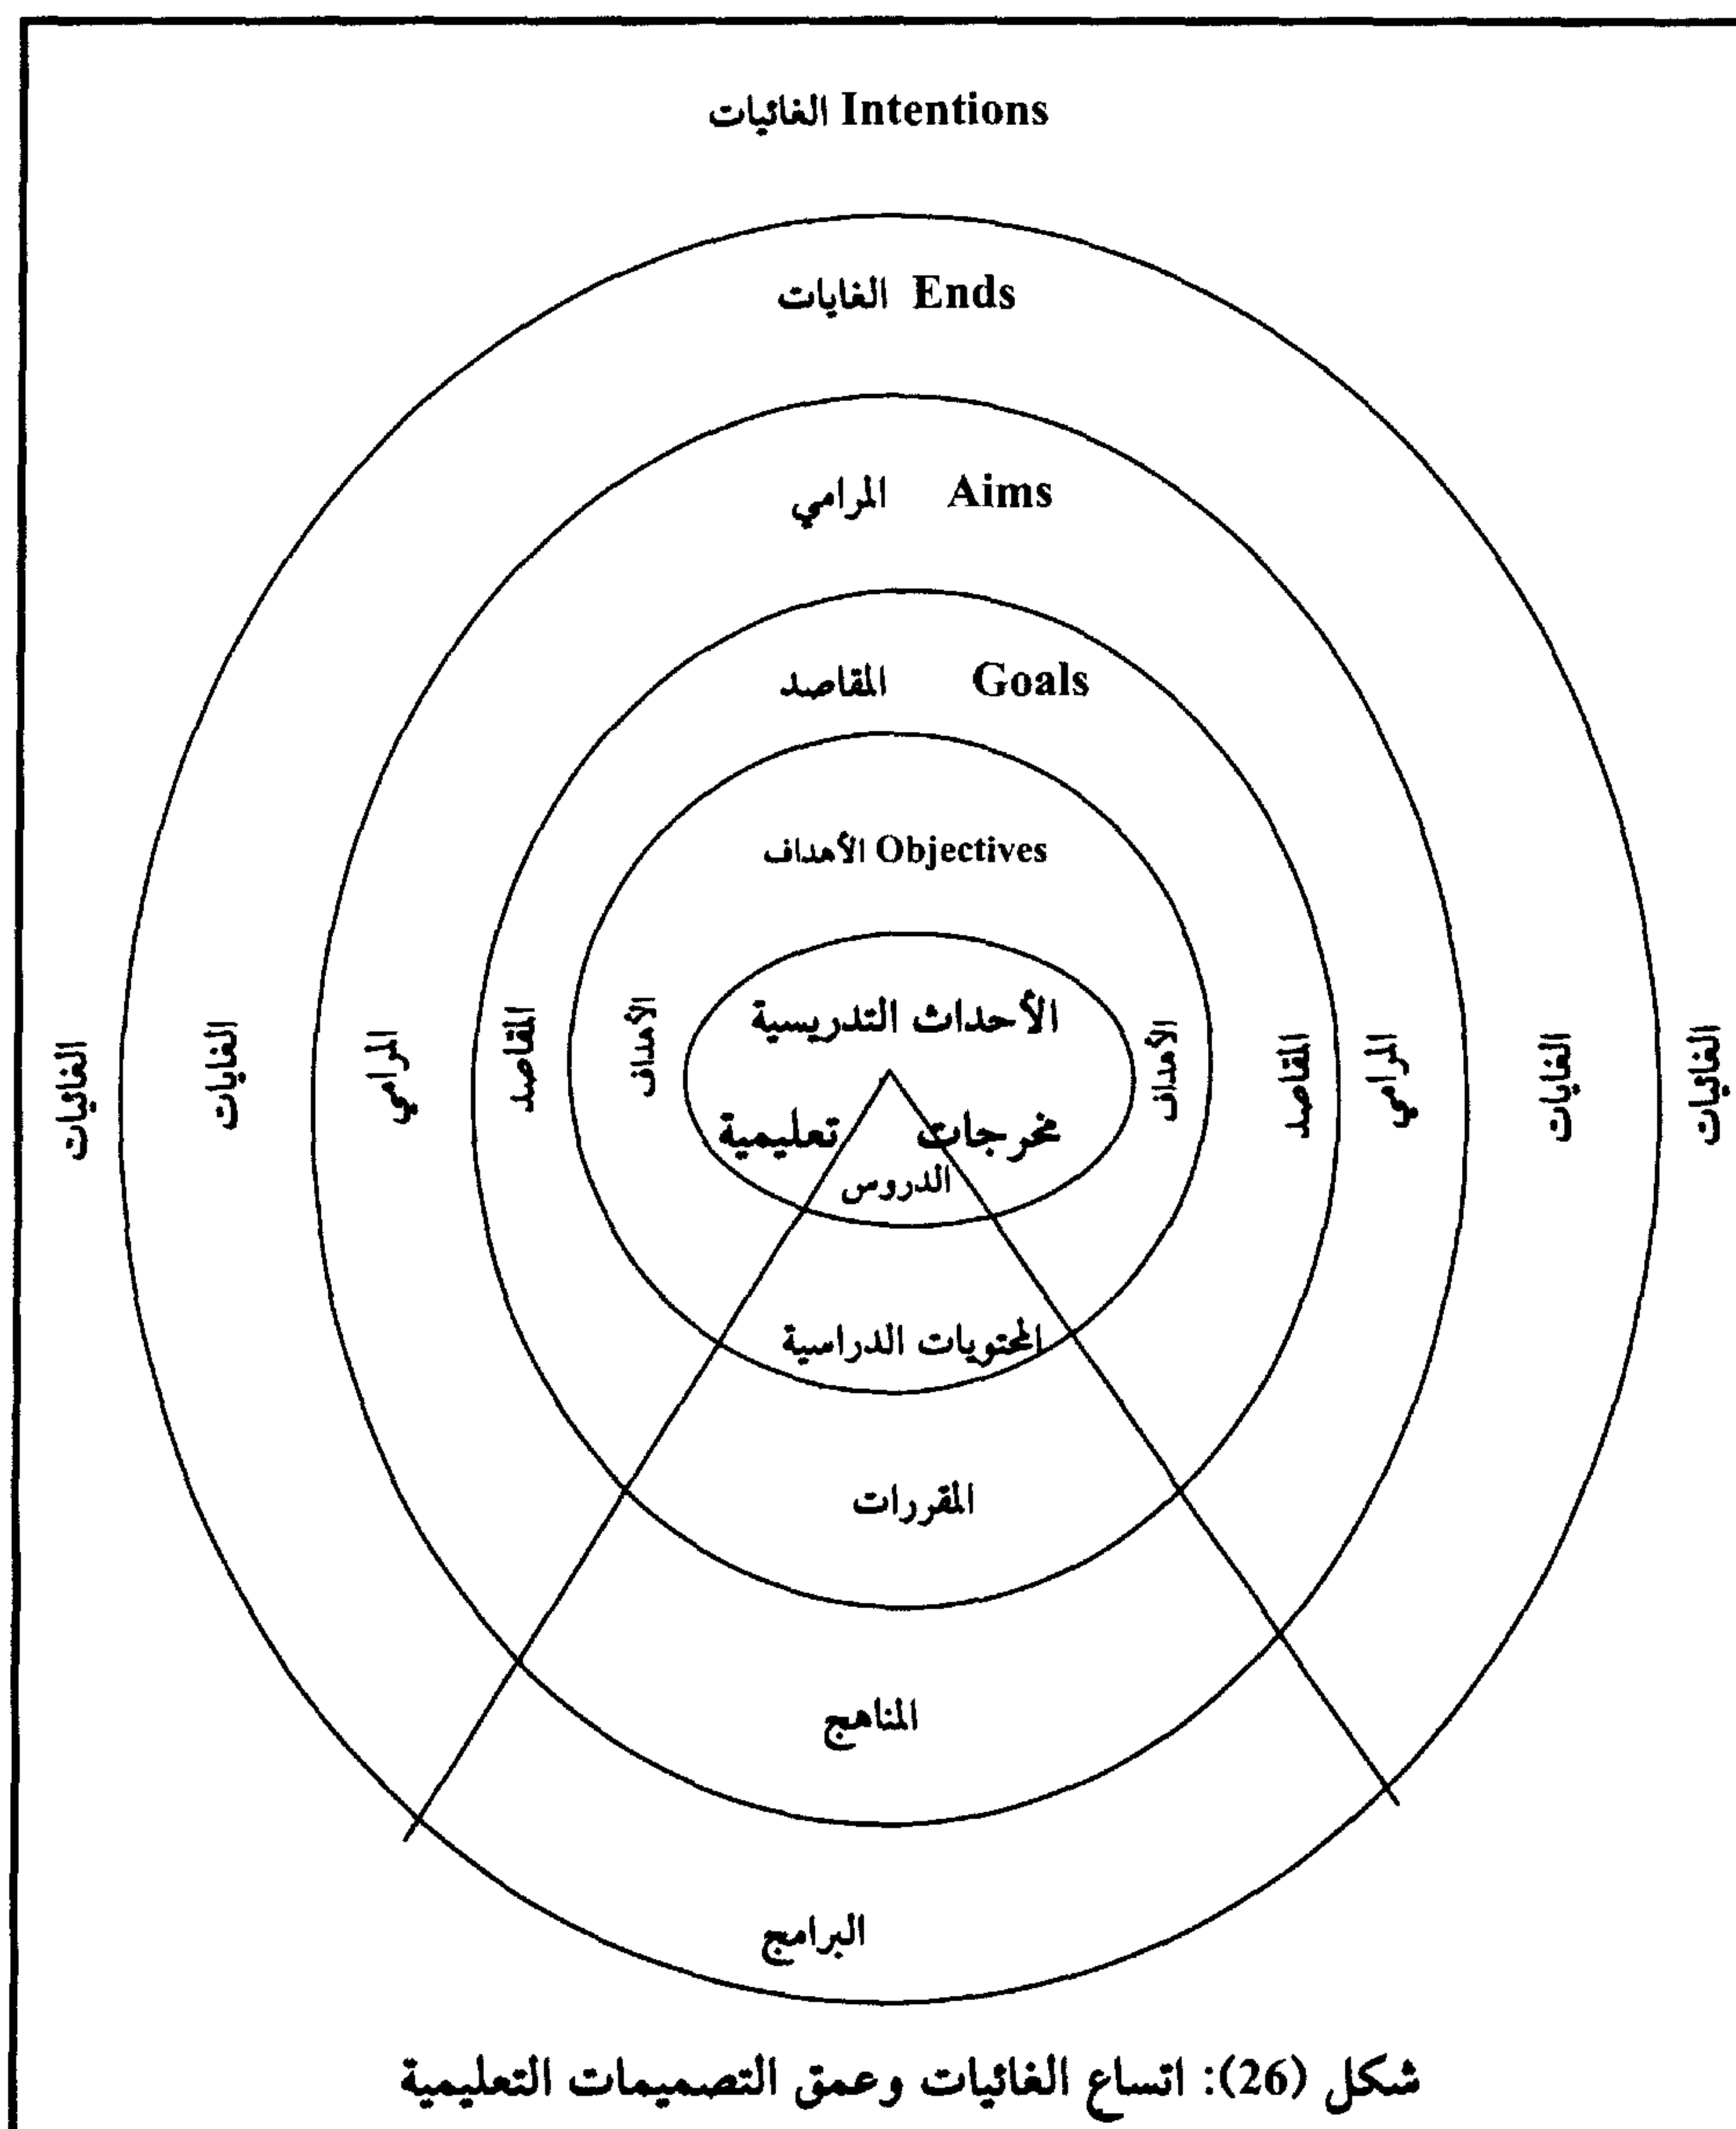 الغائيات Intentions
الغايات Ends
المرامي Aims
المقاصد Goals
الأهداف Objectives
الأحداث التدريسية
الغائيات
الغايات
المرامي
المقاصد
الأهداف
الأهداف
المقاصد
المرامي
الغايات
الغائيات
مخرجات تعليمية
الدروس
المحتويات الدراسية
المقررات
المناهج
البرامج
شكل (26): اتساع الغائيات وعمق التصميمات التعليمية